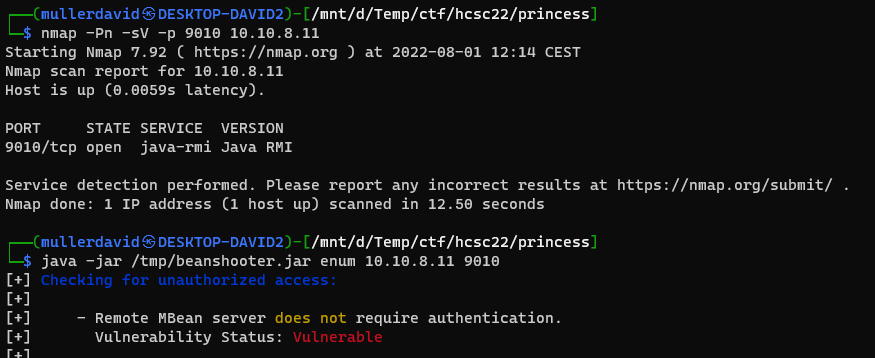 ┌──(mullerdavid㉿DESKTOP-DAVID2)-[/mnt/d/Temp/ctf/hcsc22/princess]
└─$ nmap -Pn -sV -p 9010 10.10.8.11
Starting Nmap 7.92 ( https://nmap.org ) at 2022-08-01 12:14 CEST
Nmap scan report for 10.10.8.11
Host is up (0.0059s latency).
PORT     STATE SERVICE  VERSION
9010/tcp open  java-rmi Java RMI
Service detection performed. Please report any incorrect results at https://nmap.org/submit/ .
Nmap done: 1 IP address (1 host up) scanned in 12.50 seconds
┌──(mullerdavid㉿DESKTOP-DAVID2)-[/mnt/d/Temp/ctf/hcsc22/princess]
└─$ java -jar /tmp/beanshooter.jar enum 10.10.8.11 9010
[+] Checking for unauthorized access:
[+]
[+]     - Remote MBean server does not require authentication.
[+]       Vulnerability Status: Vulnerable
[+]